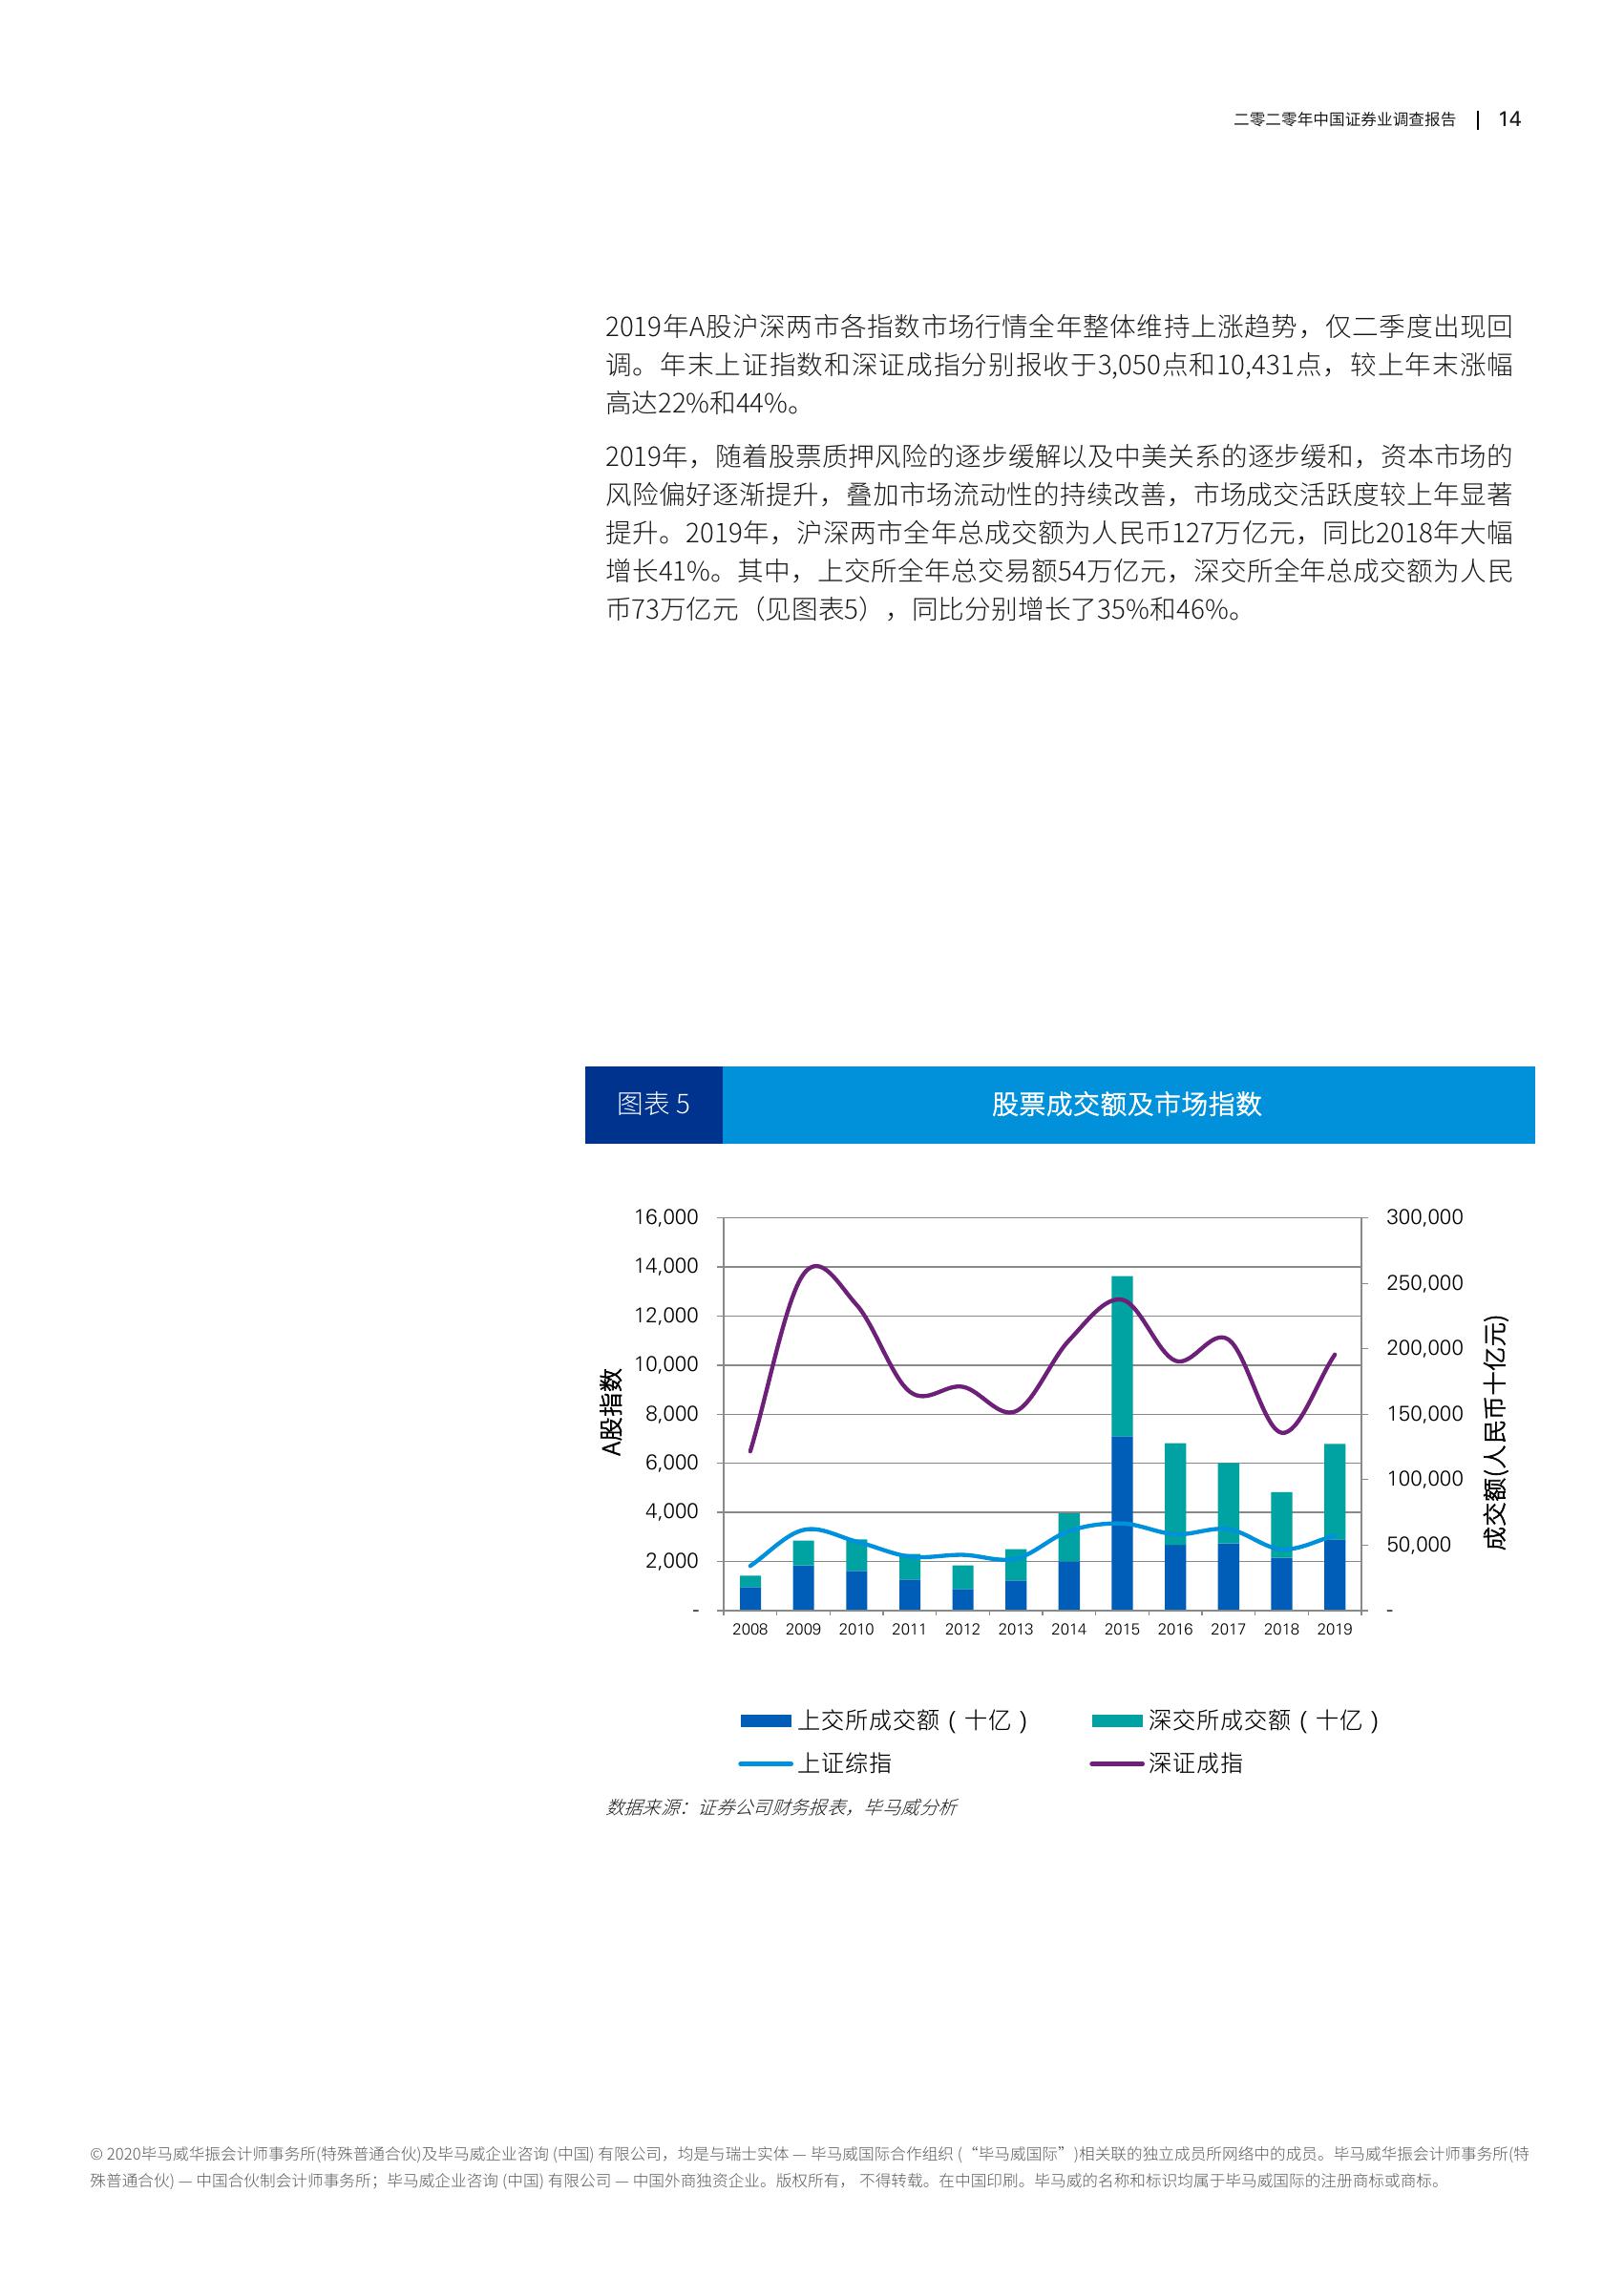 二零二零年中国证券业调查报告 | 14
2019年A股沪深两市各指数市场行情全年整体维持上涨趋势，仅二季度出现回
调。年末上证指数和深证成指分别报收于3,050点和10,431点，较上年末涨幅
高达22%和44%。
2019年，随着股票质押风险的逐步缓解以及中美关系的逐步缓和，资本市场的
风险偏好逐渐提升，叠加市场流动性的持续改善，市场成交活跃度较上年显著
提升。2019年，沪深两市全年总成交额为人民币127万亿元，同比2018年大幅
增长41%。其中，上交所全年总交易额54万亿元，深交所全年总成交额为人民
币73万亿元（见图表5），同比分别增长了35%和46%。
图表 5
股票成交额及市场指数
A股指数
16,000
14,000
12,000
10,000
8,000
6,000
4,000
2,000
-
300,000
250,000
200,000
150,000
100,000
50,000
-
成交额(人民币十亿元)
2008 2009 2010 2011 2012 2013 2014 2015 2016 2017 2018 2019
上交所成交额（十亿） 深交所成交额（十亿）
上证综指 深证成指
数据来源：证券公司财务报表，毕马威分析
© 2020毕马威华振会计师事务所(特殊普通合伙)及毕马威企业咨询 (中国) 有限公司，均是与瑞士实体 — 毕马威国际合作组织 (“毕马威国际”)相关联的独立成员所网络中的成员。毕马威华振会计师事务所(特
殊普通合伙) — 中国合伙制会计师事务所；毕马威企业咨询 (中国) 有限公司 — 中国外商独资企业。版权所有， 不得转载。在中国印刷。毕马威的名称和标识均属于毕马威国际的注册商标或商标。